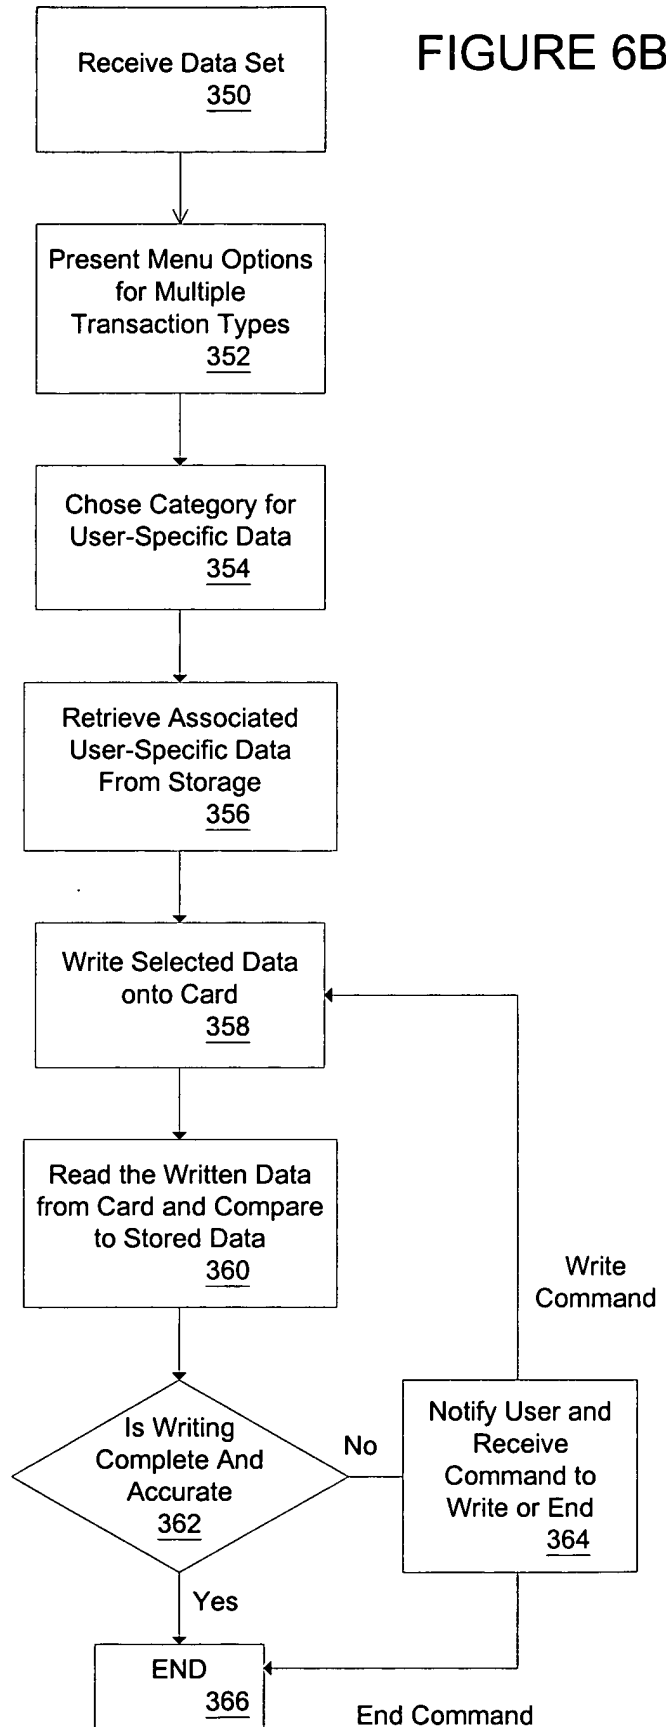 FIGURE 6B
Receive Data Set
350
Present Menu Options
for Multiple
Transaction Types
352
Chose Category for
User-Specific Data
354
Retrieve Associated
User-Specific Data
From Storage
356
Write Selected Data
onto Card
358
Read the Written Data
from Card and Compare
to Stored Data
360
Write
Command
Is Writing
Complete And
Accurate
362
No
Notify User and
Receive
Command to
Write or End
364
Yes
END
366
End Command